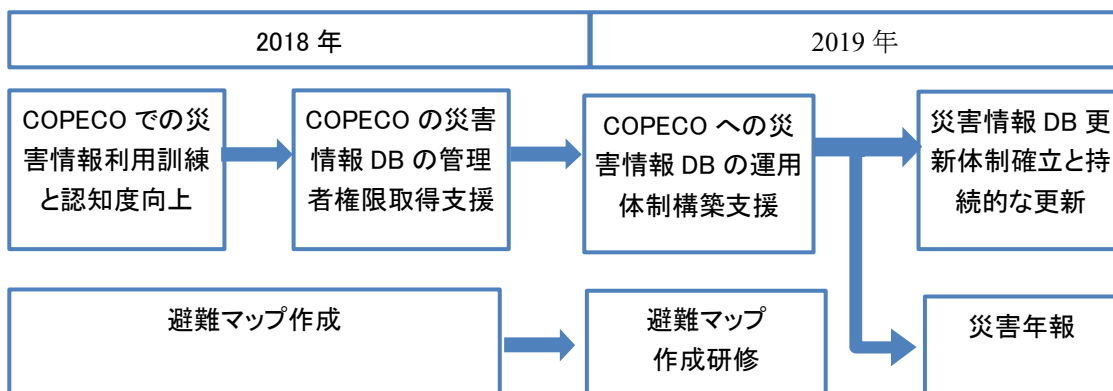 2018 年
2019 年
COPECO での災
害情報利用訓練
と認知度向上
COPECO の災害
情報 DB の管理
者権限取得支援
COPECO への災
害情報 DB の運用
体制構築支援
災害情報 DB 更
新体制確立と持
続的な更新
避難マップ作成
避難マップ
作成研修
災害年報